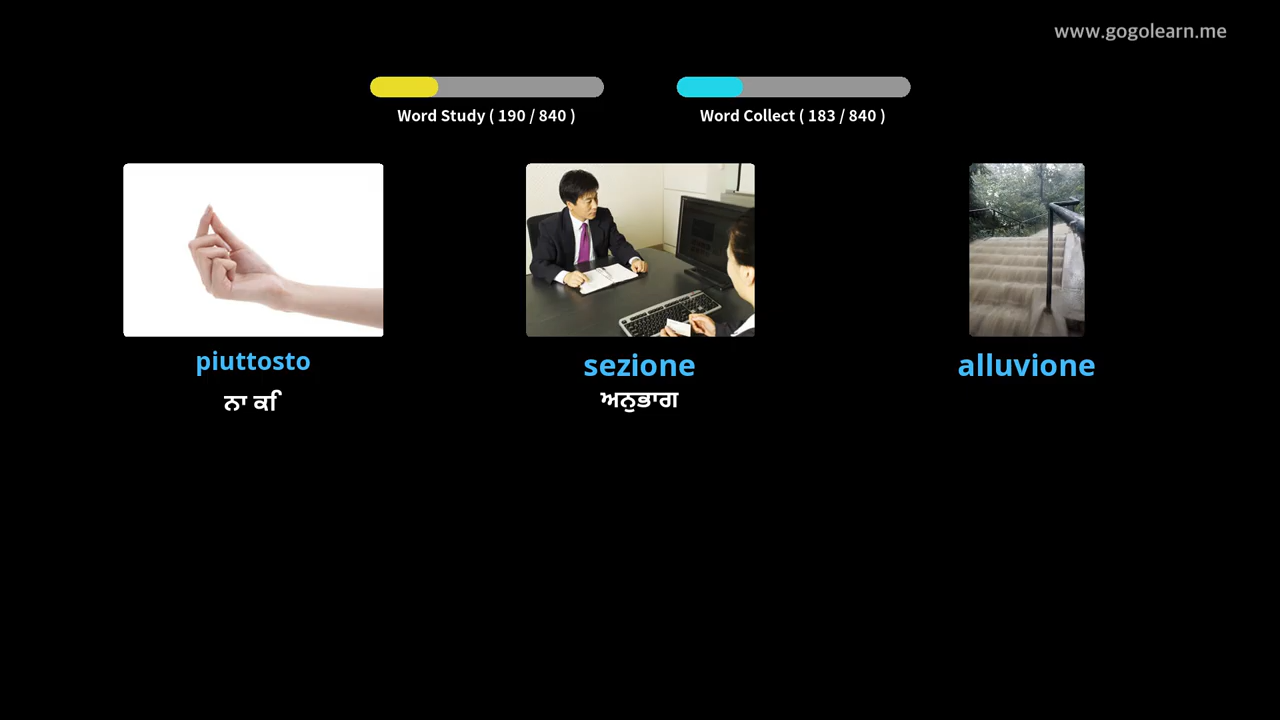 www.gogolearn.me
Word Study ( 190 / 840 )
Word Collect ( 183 / 840 )
piuttosto
ਨਾ ਕਿ
sezione
ਅਨੁਭਾਗ
alluvione